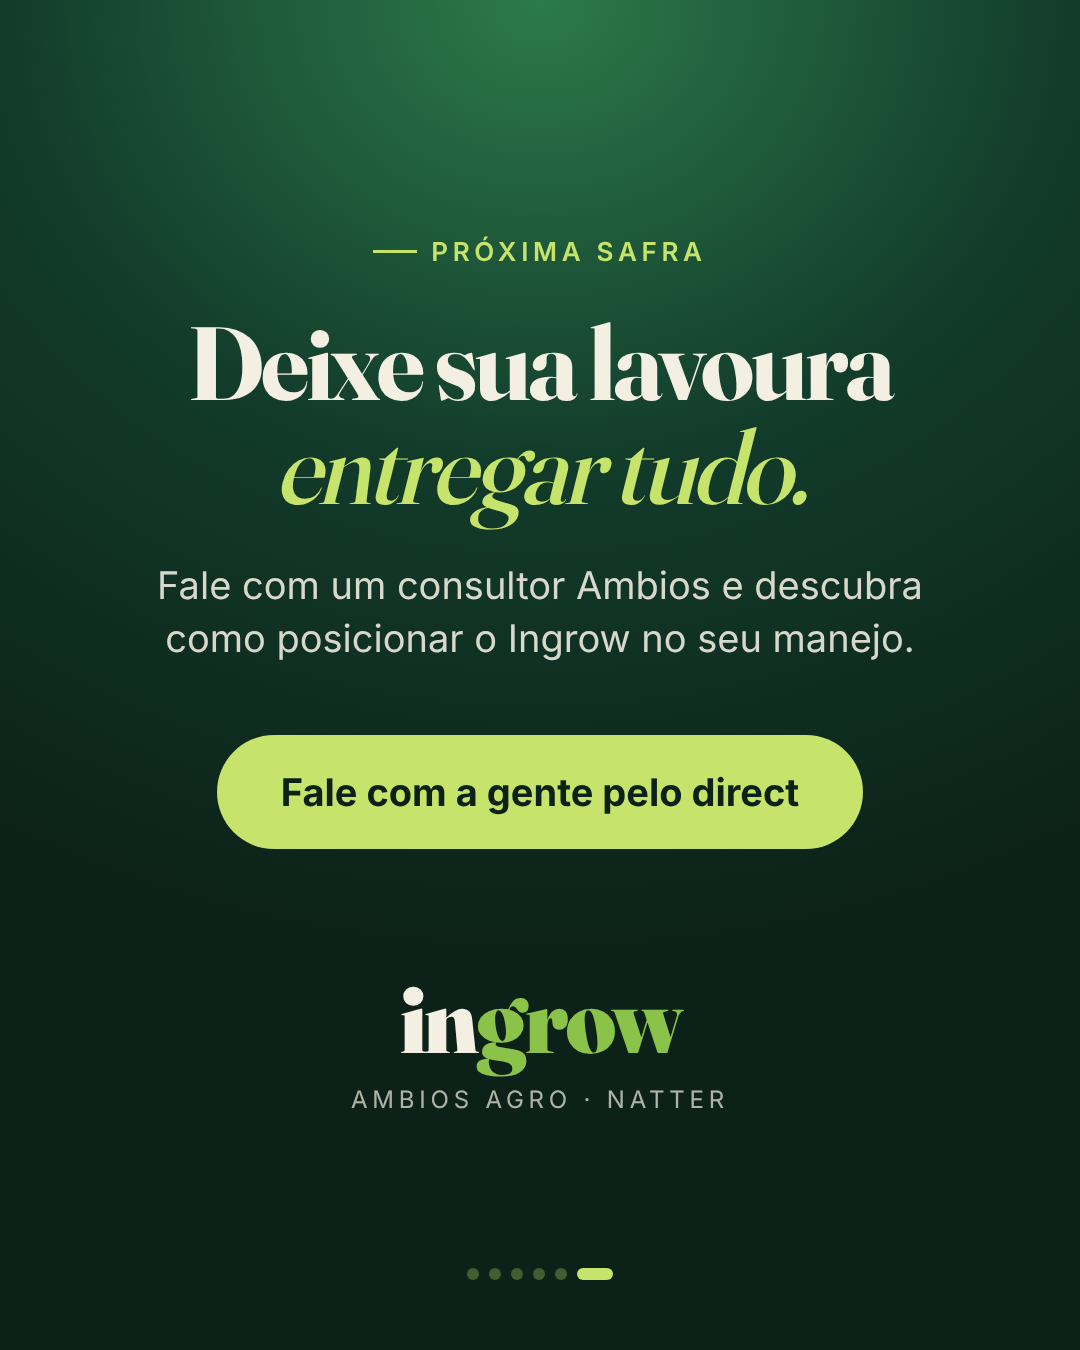 PRÓXIMA SAFRA
Deixe sua lavoura
entregar tudo.
Fale com um consultor Ambios e descubra
como posicionar o Ingrow no seu manejo.
Fale com a gente pelo direct
ingrow
AMBIOS AGRO · NATTER